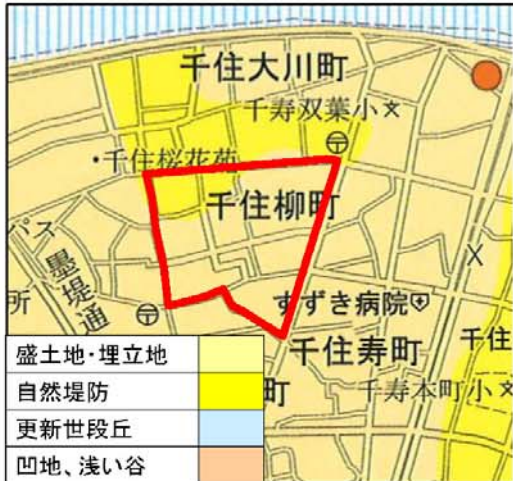 千住大川町
千寿双葉小
・千住桜花苑
千住柳町
パス
墨堤通
所
すずき病院
千住寿町
千住
町
千寿本町小
盛土地・埋立地
自然堤防
更新世段丘
凹地、浅い谷